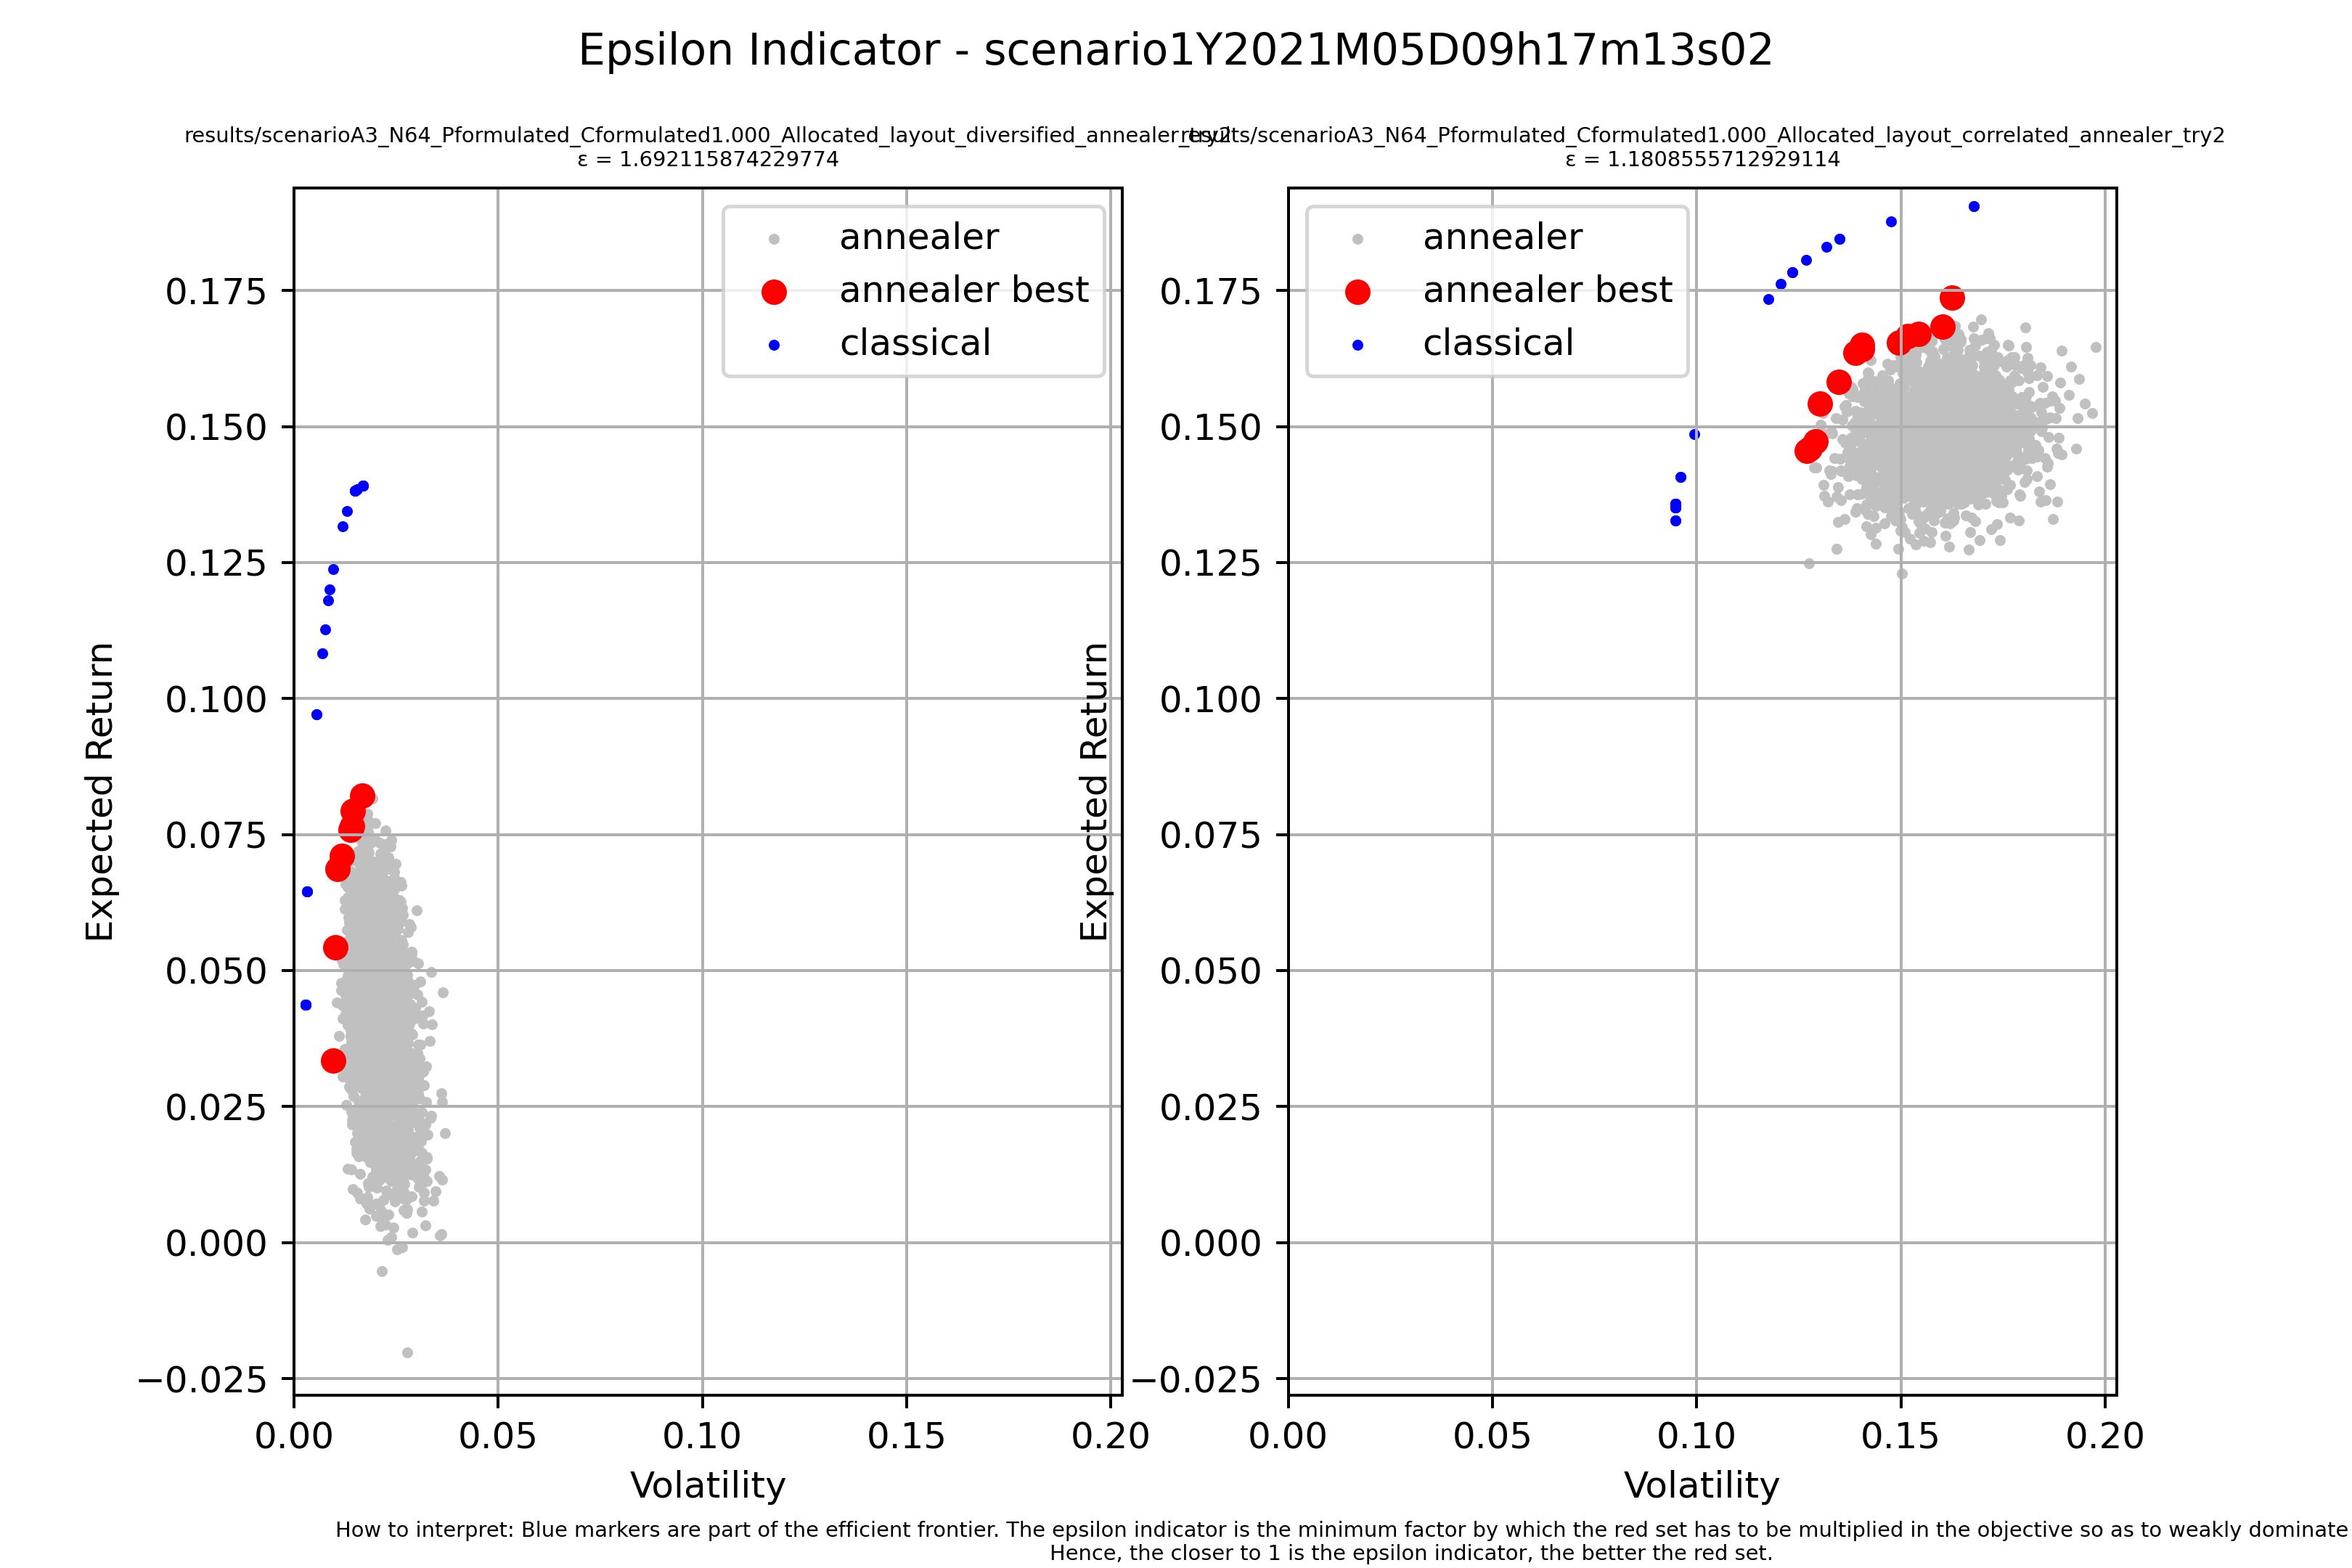 Epsilon Indicator - scenario1Y2021M05D09h17m13s02
results/scenarioA3_N64_Pformulated_Cformulated1.000_Allocated_layout_diversified_annealer_try2
ε = 1.692115874229774
annealer
annealer best
classical
0.175
0.150
0.125
0.100
0.075
0.050
0.025
0.000
−0.025
Expected Return
0.00 0.05 0.10 0.15 0.20
Volatility
results/scenarioA3_N64_Pformulated_Cformulated1.000_Allocated_layout_correlated_annealer_try2
ε = 1.1808555712929114
annealer
annealer best
classical
0.175
0.150
0.125
0.100
0.075
0.050
0.025
0.000
−0.025
Expected Return
0.00 0.05 0.10 0.15 0.20
Volatility
How to interpret: Blue markers are part of the efficient frontier. The epsilon indicator is the minimum factor by which the red set has to be multiplied in the objective so as to weakly dominate
Hence, the closer to 1 is the epsilon indicator, the better the red set.